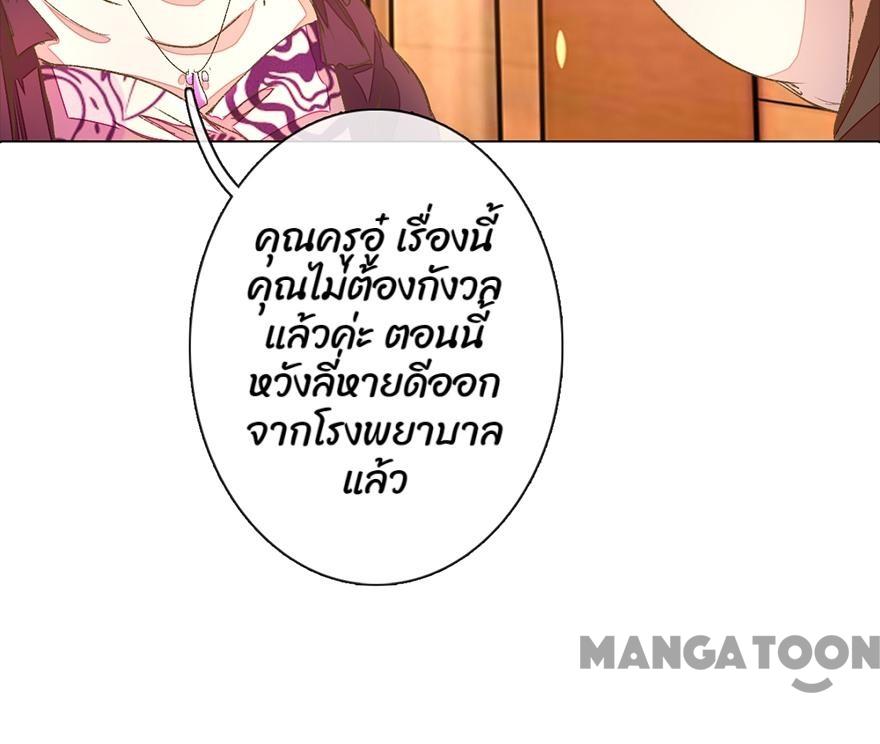 คุณครูอู๋ เรื่องนี้
คุณไม่ต้องกังวล
แล้วค่ะ ตอนนี้
หวังลี่หายดีออก
จากโรงพยาบาล
แล้ว
MANGATOON